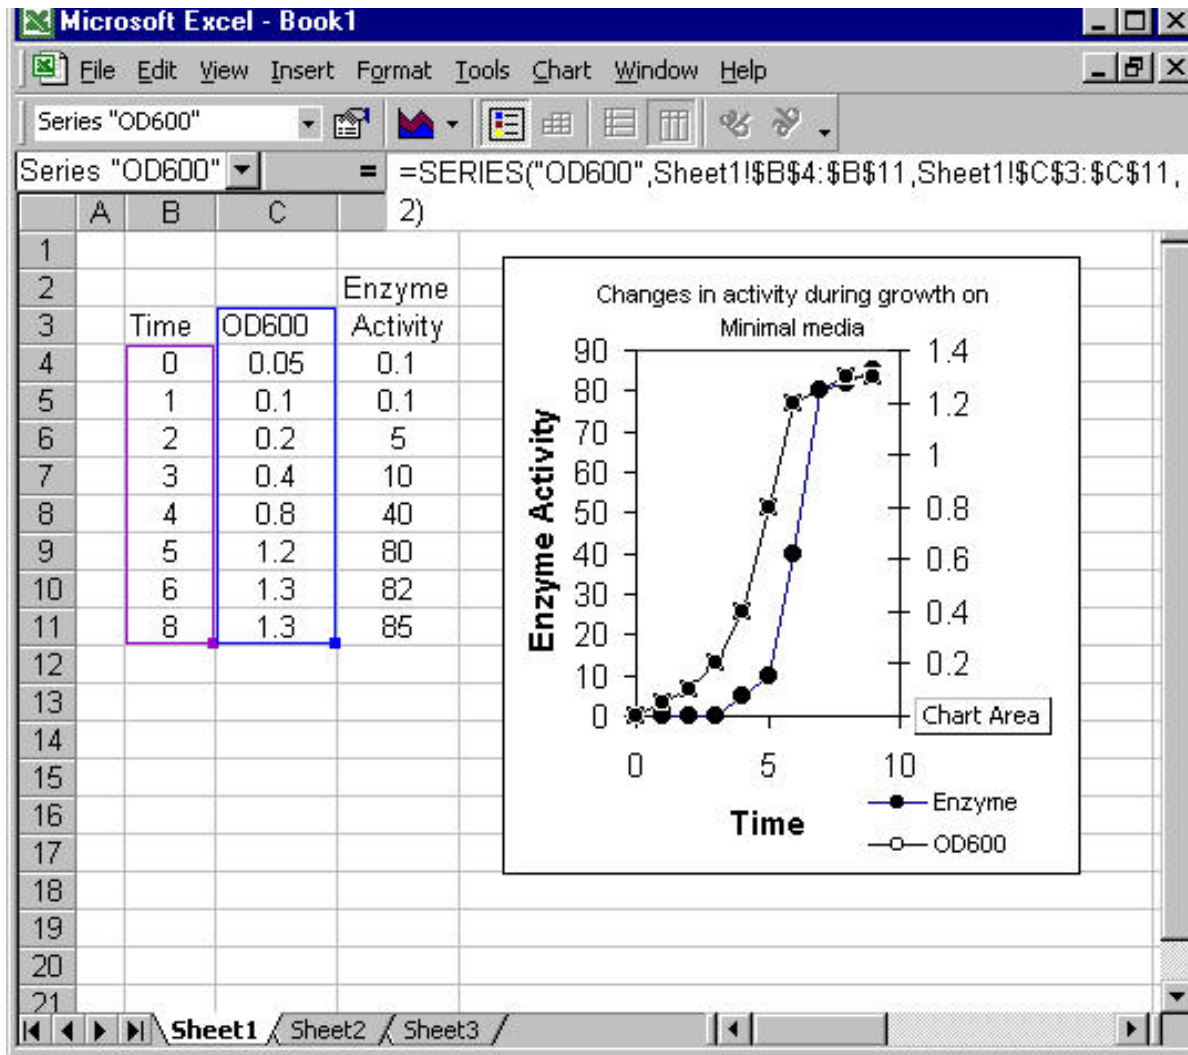 Microsoft Excel - Book1
File Edit View Insert Format Tools Chart Window Help
Series "OD600"
Series "OD600" = =SERIES("OD600",Sheet1!$B$4:$B$11,Sheet1!$C$3:$C$11,
2)
A B C
1
2 Enzyme
3 Time OD600 Activity
4 0 0.05 0.1
5 1 0.1 0.1
6 2 0.2 5
7 3 0.4 10
8 4 0.8 40
9 5 1.2 80
10 6 1.3 82
11 8 1.3 85
12
13
14
15
16
17
18
19
20
21
Changes in activity during growth on
Minimal media
90 1.4
80 1.2
70
60 1
50 0.8
40 0.6
30 0.4
20
10 0.2
0 Chart Area
0 5 10
Enzyme Activity
Time
Enzyme
OD600
Sheet1 Sheet2 Sheet3